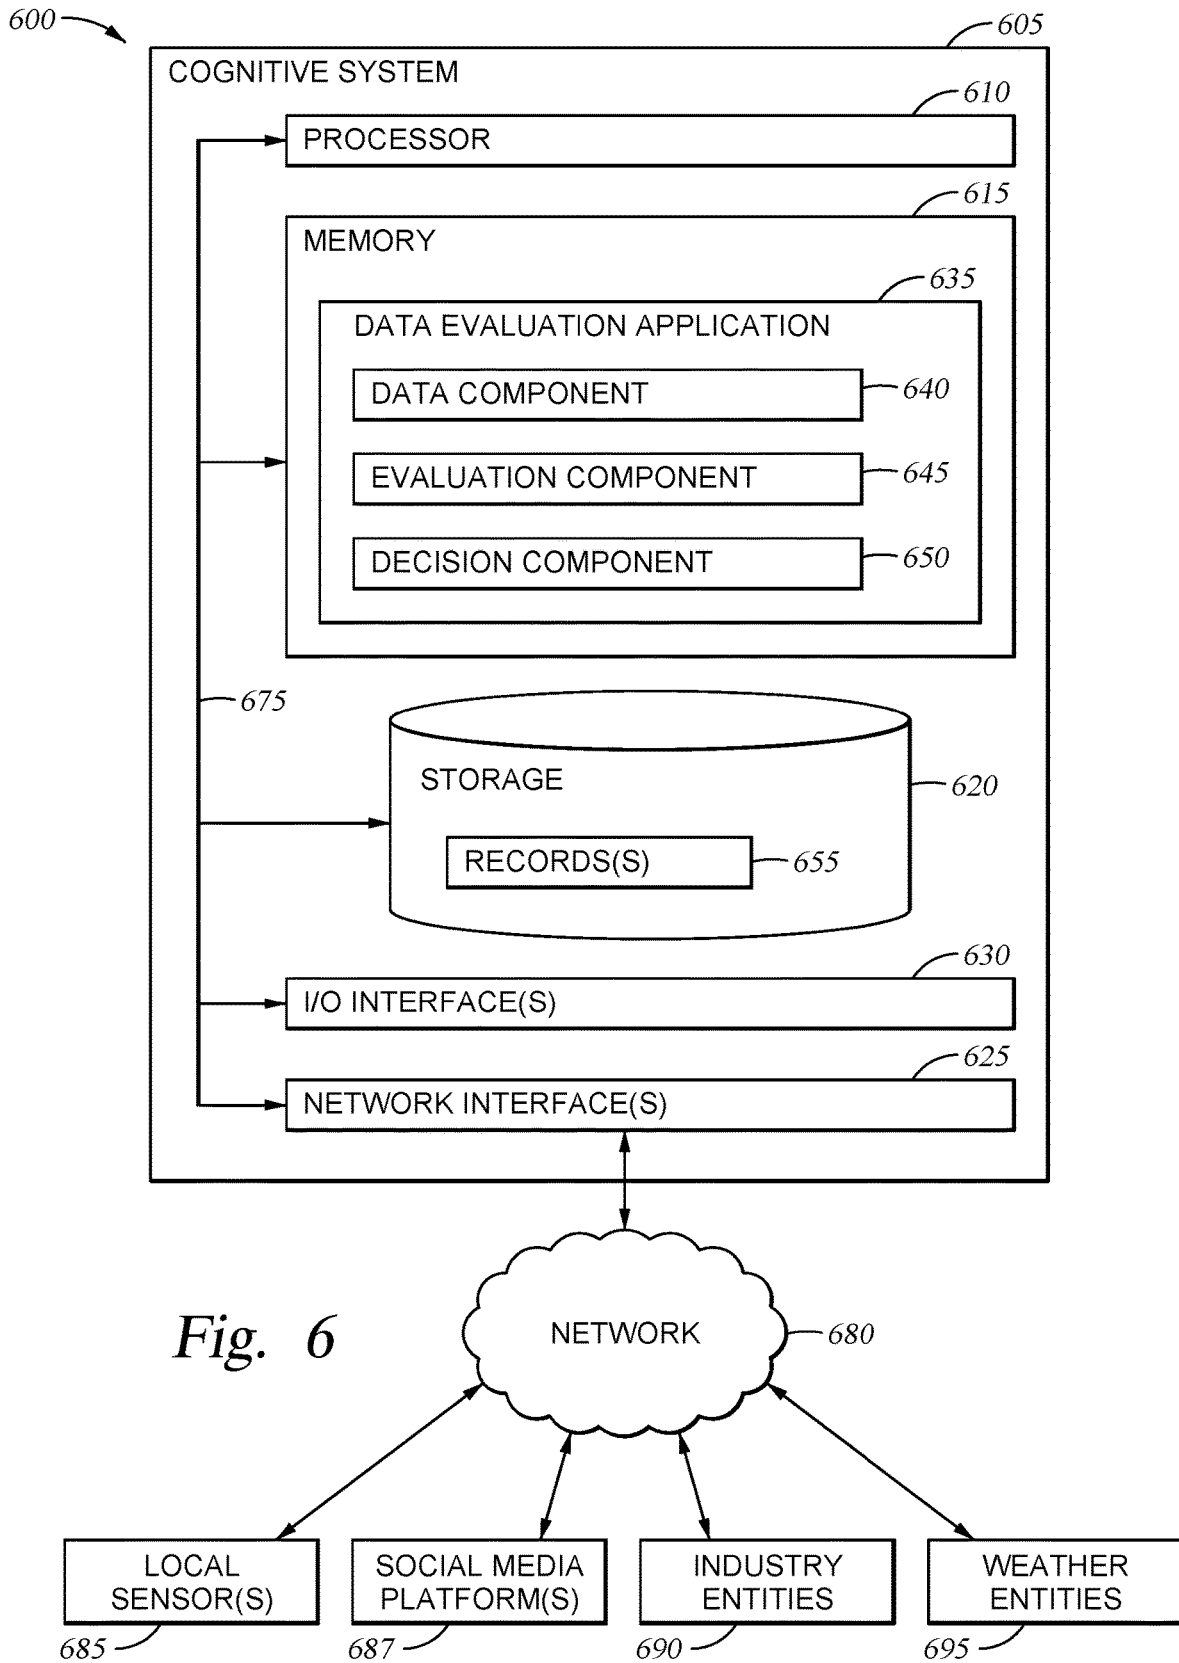 600
605
COGNITIVE SYSTEM
610
PROCESSOR
615
MEMORY
635
DATA EVALUATION APPLICATION
DATA COMPONENT
640
EVALUATION COMPONENT
645
DECISION COMPONENT
650
675
STORAGE
620
RECORDS(S)
655
630
I/O INTERFACE(S)
625
NETWORK INTERFACE(S)
Fig. 6
NETWORK
680
LOCAL
SENSOR(S)
685
SOCIAL MEDIA
PLATFORM(S)
687
INDUSTRY
ENTITIES
690
WEATHER
ENTITIES
695